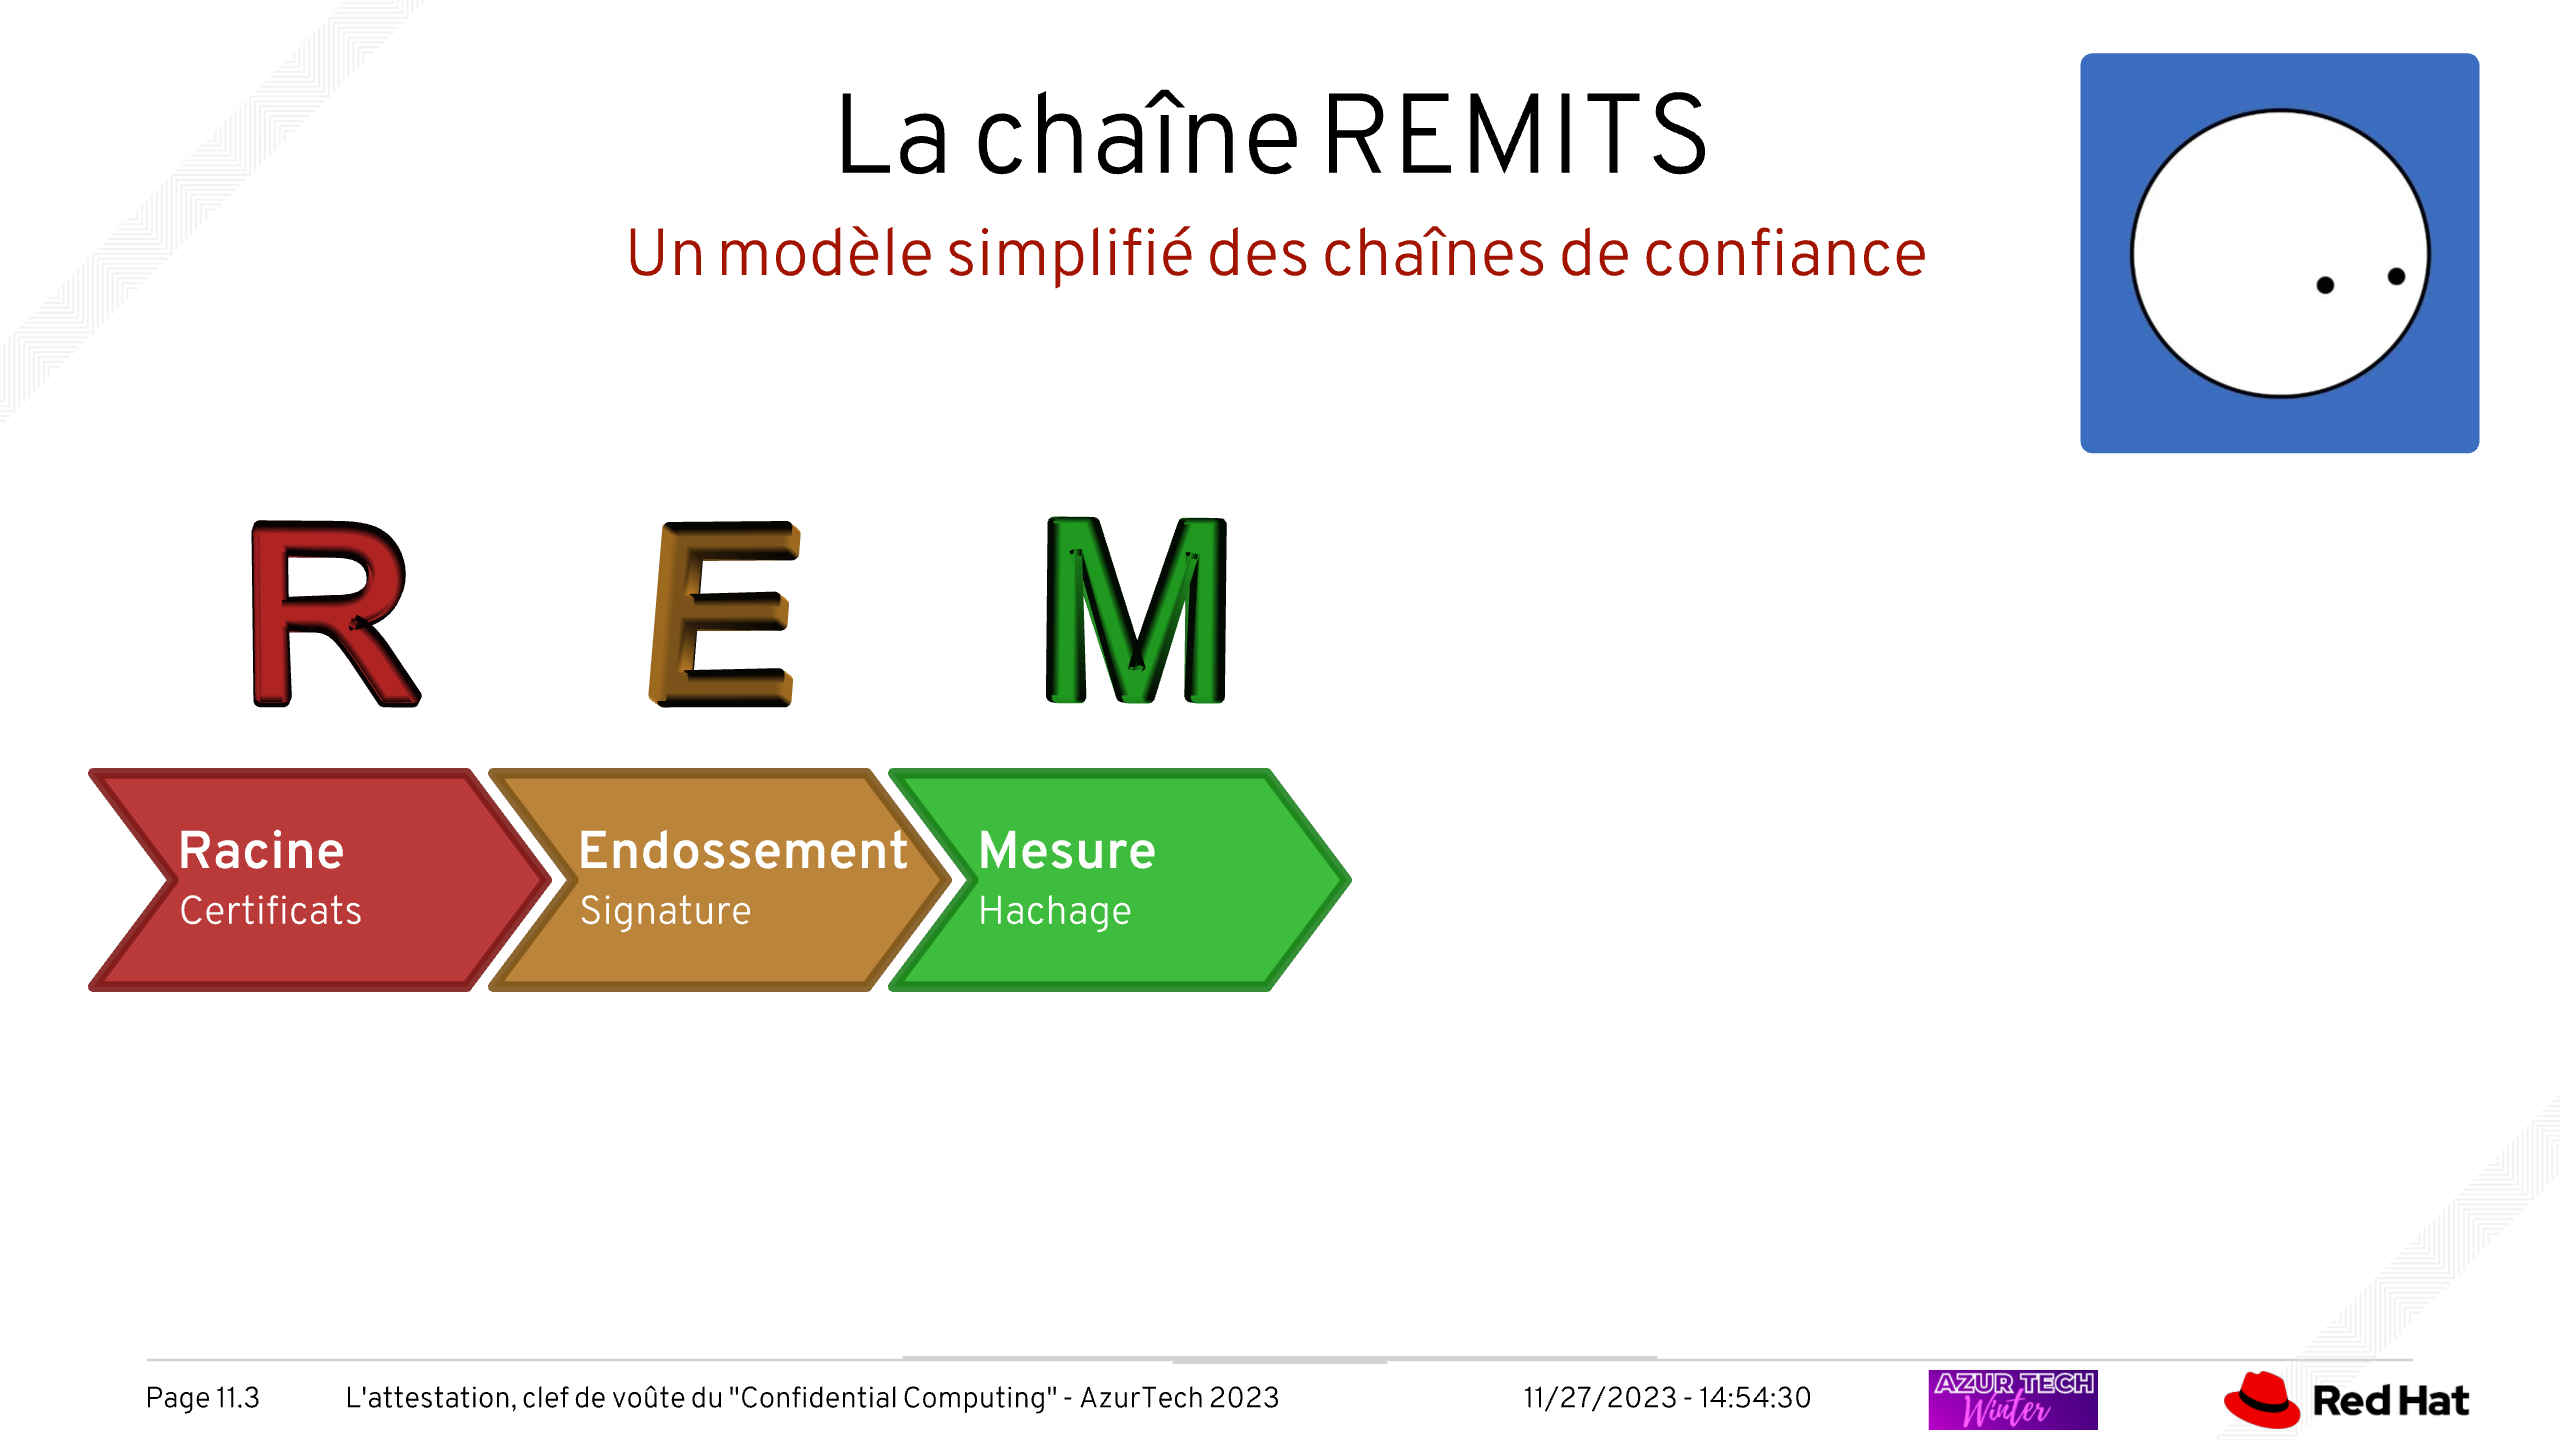 La chaîne REMITS
Un modèle simplifié des chaînes de confiance
R E M
Racine
Certificats
Endossement
Signature
Mesure
Hachage
Page 11.3
L'attestation, clef de voûte du "Confidential Computing" - AzurTech 2023
11/27/2023 - 14:54:30
AZUR TECH
Winter
Red Hat